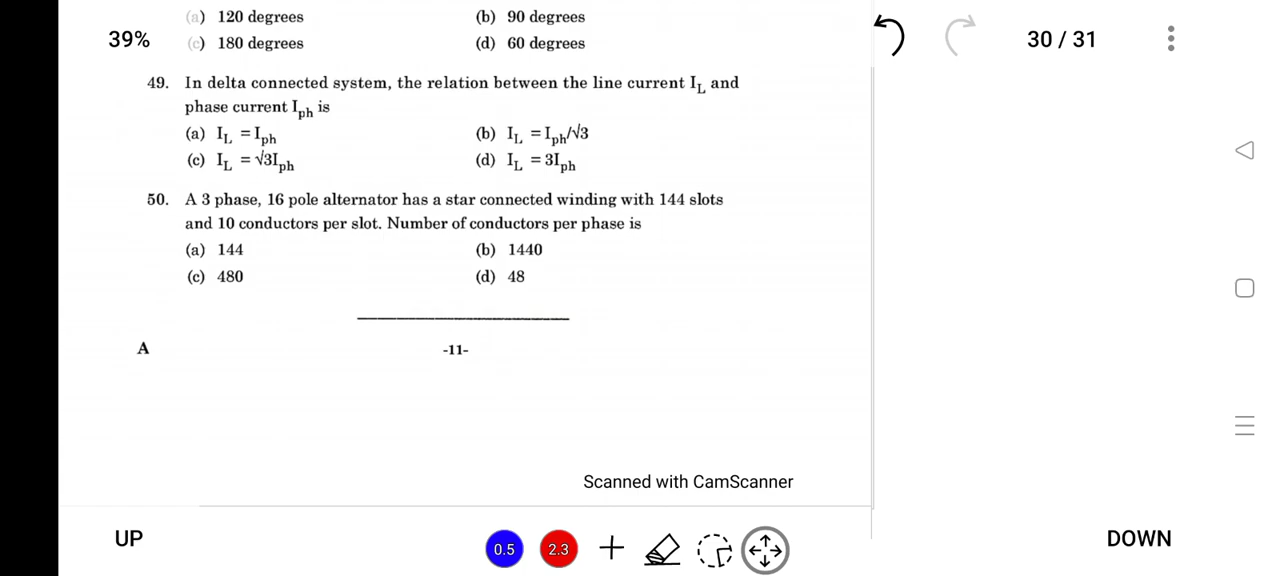 (a) 120 degrees (b) 90 degrees
39% (c) 180 degrees (d) 60 degrees 30 / 31
49. In delta connected system, the relation between the line current I_L and
phase current I_ph is
(a) I_L = I_ph (b) I_L = I_ph/√3
(c) I_L = √3I_ph (d) I_L = 3I_ph
50. A 3 phase, 16 pole alternator has a star connected winding with 144 slots
and 10 conductors per slot. Number of conductors per phase is
(a) 144 (b) 1440
(c) 480 (d) 48
A -11-
Scanned with CamScanner
UP 0.5 2.3 DOWN